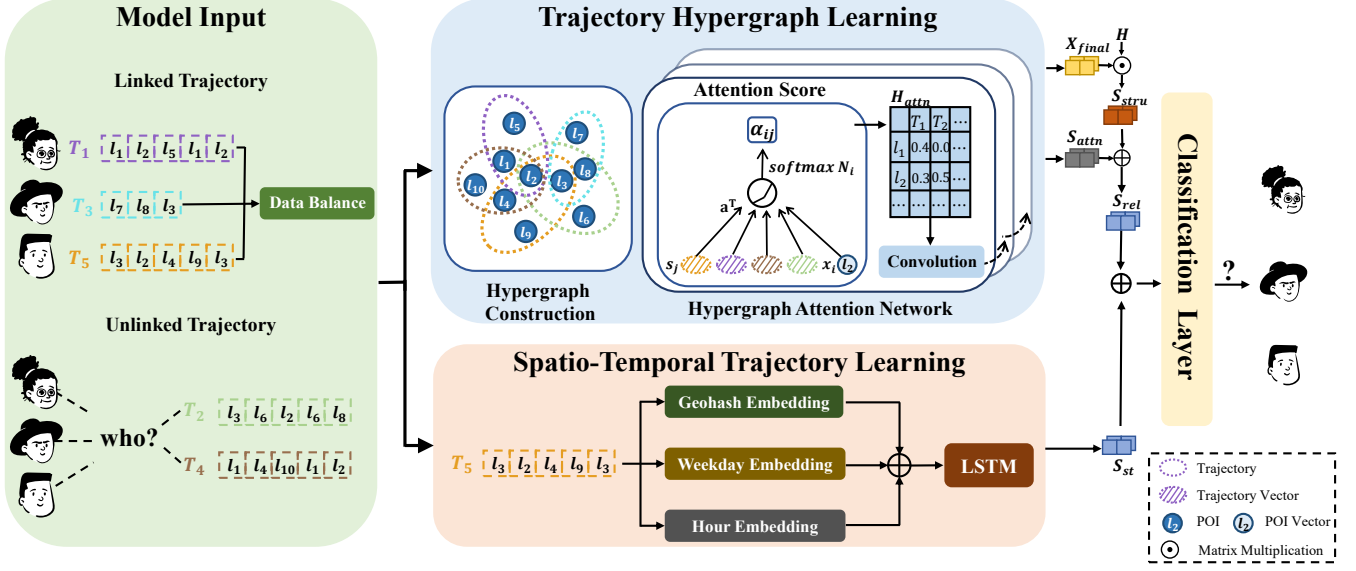 Model Input
Linked Trajectory
T1 l1 l2 l5 l1 l2
T3 l7 l8 l3
T5 l3 l2 l4 l9 l3
Data Balance
Unlinked Trajectory
who?
T2 l3 l6 l2 l6 l8
T4 l1 l4 l10 l1 l2
Trajectory Hypergraph Learning
l5
l7
l1
l8
l2
l3
l10
l4
l6
l9
Hypergraph
Construction
Attention Score
αij
softmax Ni
aT
sj
xi l2
Hattn
T1 T2 ...
l1 0.4 0.0 ...
l2 0.3 0.5 ...
... ... ... ...
Convolution
Hypergraph Attention Network
Spatio-Temporal Trajectory Learning
T5 l3 l2 l4 l9 l3
Geohash Embedding
Weekday Embedding
Hour Embedding
LSTM
Xfinal
H
Sstru
Sattn
Srel
Sst
Classification Layer
?
Trajectory
Trajectory Vector
l2 POI l2 POI Vector
Matrix Multiplication